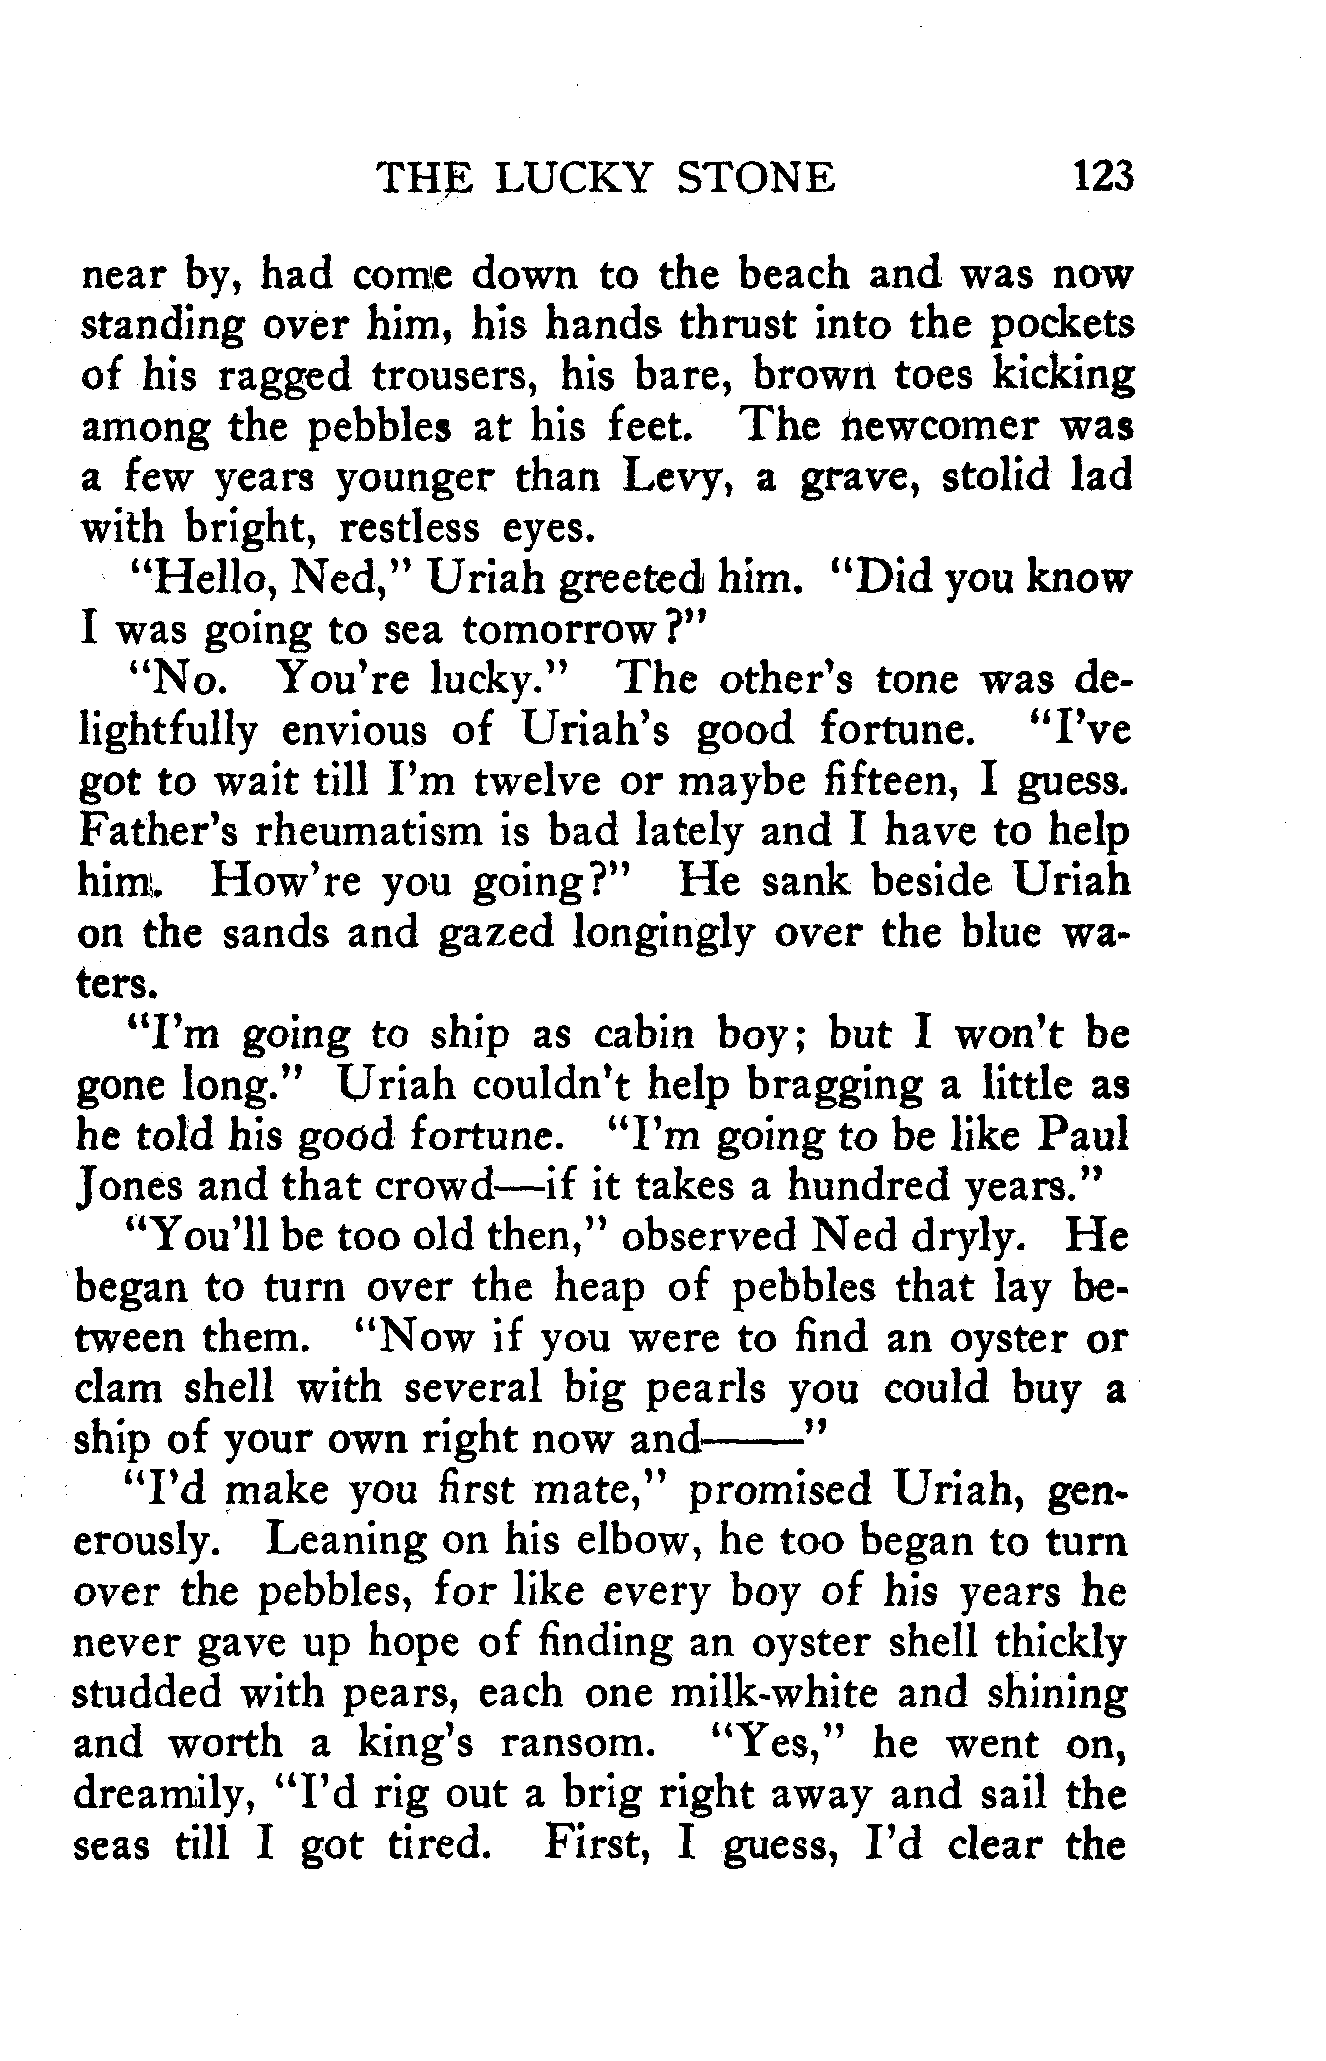 THE LUCKY STONE 123
near by, had come down to the beach and was now
standing over him, his hands thrust into the pockets
of his ragged trousers, his bare, brown toes kicking
among the pebbles at his feet. The newcomer was
a few years younger than Levy, a grave, stolid lad
with bright, restless eyes.
"Hello, Ned," Uriah greeted him. "Did you know
I was going to sea tomorrow?"
"No. You're lucky." The other's tone was de-
lightfully envious of Uriah's good fortune. "I've
got to wait till I'm twelve or maybe fifteen, I guess.
Father's rheumatism is bad lately and I have to help
him. How're you going?" He sank beside Uriah
on the sands and gazed longingly over the blue wa-
ters.
"I'm going to ship as cabin boy; but I won't be
gone long." Uriah couldn't help bragging a little as
he told his good fortune. "I'm going to be like Paul
Jones and that crowd—if it takes a hundred years."
"You'll be too old then," observed Ned dryly. He
began to turn over the heap of pebbles that lay be-
tween them. "Now if you were to find an oyster or
clam shell with several big pearls you could buy a
ship of your own right now and——"
"I'd make you first mate," promised Uriah, gen-
erously. Leaning on his elbow, he too began to turn
over the pebbles, for like every boy of his years he
never gave up hope of finding an oyster shell thickly
studded with pears, each one milk-white and shining
and worth a king's ransom. "Yes," he went on,
dreamily, "I'd rig out a brig right away and sail the
seas till I got tired. First, I guess, I'd clear the